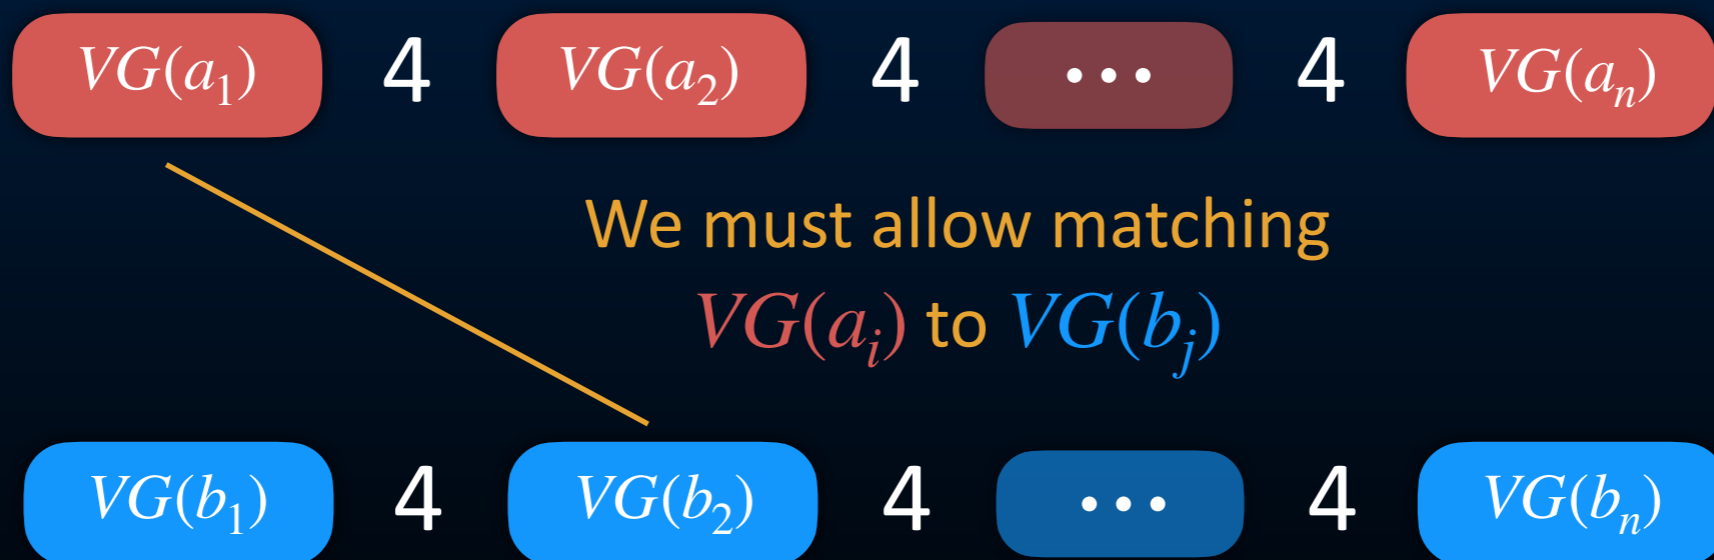 VG(a₁) 4 VG(a₂) 4 ··· 4 VG(aₙ)
We must allow matching
VG(aᵢ) to VG(bⱼ)
VG(b₁) 4 VG(b₂) 4 ··· 4 VG(bₙ)